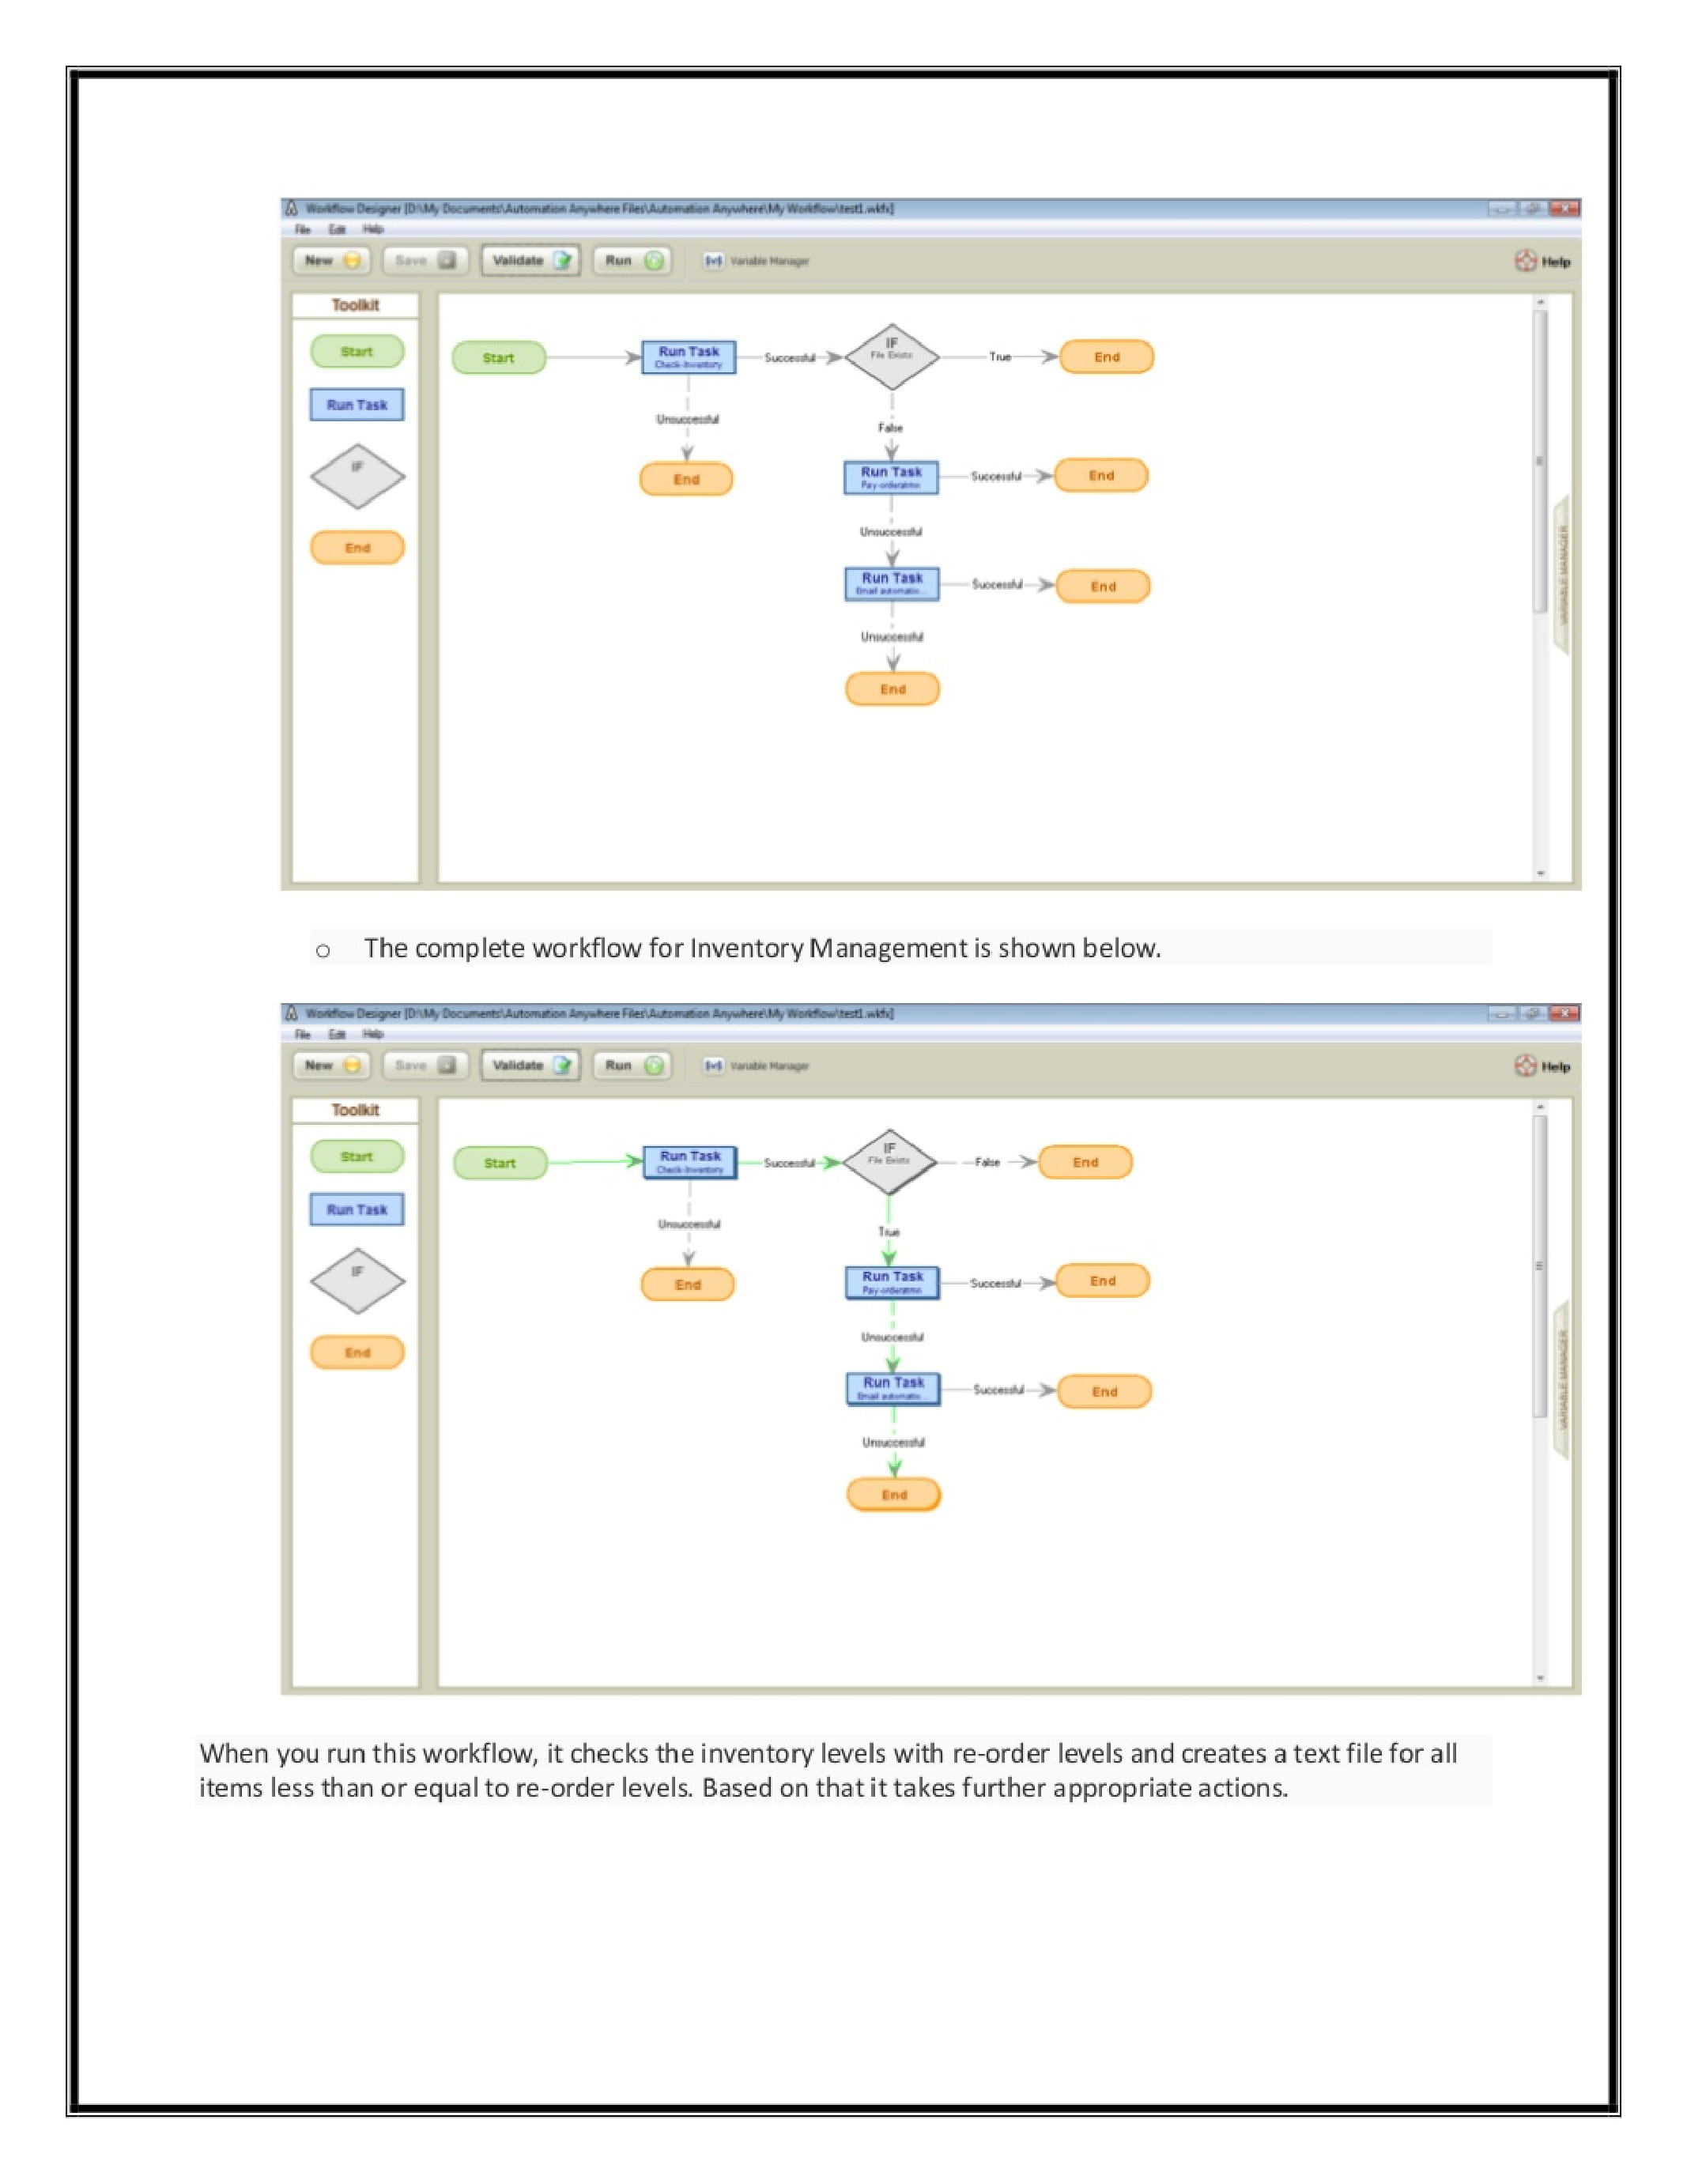 Workflow Designer [D:\My Documents\Automation Anywhere Files\Automation Anywhere\My Workflow\test1.wkfx]
File Edit Help
New Save Validate Run Variable Manager Help
Toolkit
Start
Run Task
IF
End
Start
Run Task
Check-Inventory
Successful
IF
File Exists
True
End
Unsuccessful
End
False
Run Task
Pay-orderatmn
Successful
End
Unsuccessful
Run Task
Email automatio...
Successful
End
Unsuccessful
End
VARIABLE MANAGER
o The complete workflow for Inventory Management is shown below.
Workflow Designer [D:\My Documents\Automation Anywhere Files\Automation Anywhere\My Workflow\test1.wkfx]
File Edit Help
New Save Validate Run Variable Manager Help
Toolkit
Start
Run Task
IF
End
Start
Run Task
Check-Inventory
Successful
IF
File Exists
False
End
Unsuccessful
End
True
Run Task
Pay-orderatmn
Successful
End
Unsuccessful
Run Task
Email automatio...
Successful
End
Unsuccessful
End
VARIABLE MANAGER
When you run this workflow, it checks the inventory levels with re-order levels and creates a text file for all
items less than or equal to re-order levels. Based on that it takes further appropriate actions.